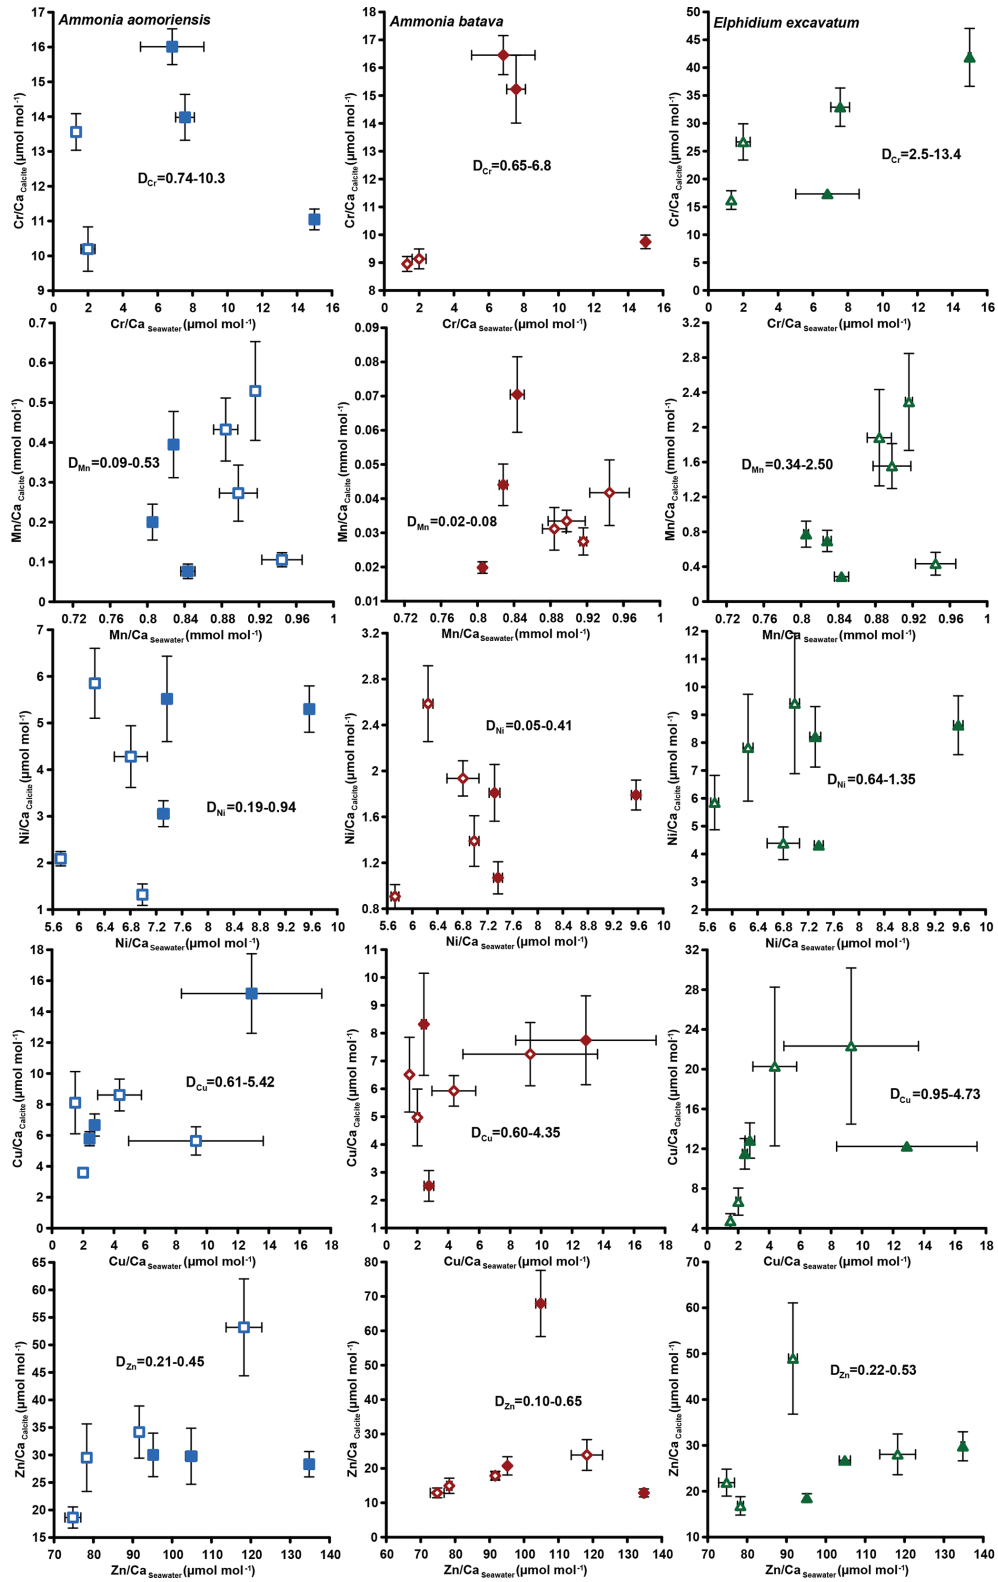 Ammonia aomoriensis
Ammonia batava
Elphidium excavatum
Cr/Ca Calcite (µmol mol⁻¹)
17
16
15
14
13
12
11
10
9
D Cr=0.74-10.3
0 2 4 6 8 10 12 14 16
Cr/Ca Seawater (µmol mol⁻¹)
Cr/Ca Calcite (µmol mol⁻¹)
18
17
16
15
14
13
12
11
10
9
8
D Cr=0.65-6.8
0 2 4 6 8 10 12 14 16
Cr/Ca Seawater (µmol mol⁻¹)
Cr/Ca Calcite (µmol mol⁻¹)
50
45
40
35
30
25
20
15
10
5
0
D Cr=2.5-13.4
0 2 4 6 8 10 12 14 16
Cr/Ca Seawater (µmol mol⁻¹)
Mn/Ca Calcite (mmol mol⁻¹)
0.7
0.6
0.5
0.4
0.3
0.2
0.1
0
D Mn=0.09-0.53
0.72 0.76 0.8 0.84 0.88 0.92 0.96 1
Mn/Ca Seawater (mmol mol⁻¹)
Mn/Ca Calcite (mmol mol⁻¹)
0.09
0.08
0.07
0.06
0.05
0.04
0.03
0.02
0.01
D Mn=0.02-0.08
0.72 0.76 0.8 0.84 0.88 0.92 0.96 1
Mn/Ca Seawater (mmol mol⁻¹)
Mn/Ca Calcite (mmol mol⁻¹)
3.2
2.8
2.4
2
1.6
1.2
0.8
0.4
0
D Mn=0.34-2.50
0.72 0.76 0.8 0.84 0.88 0.92 0.96 1
Mn/Ca Seawater (mmol mol⁻¹)
Ni/Ca Calcite (µmol mol⁻¹)
7
6
5
4
3
2
1
D Ni=0.19-0.94
5.6 6 6.4 6.8 7.2 7.6 8 8.4 8.8 9.2 9.6 10
Ni/Ca Seawater (µmol mol⁻¹)
Ni/Ca Calcite (µmol mol⁻¹)
3.2
2.8
2.4
2
1.6
1.2
0.8
D Ni=0.05-0.41
5.6 6 6.4 6.8 7.2 7.6 8 8.4 8.8 9.2 9.6 10
Ni/Ca Seawater (µmol mol⁻¹)
Ni/Ca Calcite (µmol mol⁻¹)
12
11
10
9
8
7
6
5
4
3
2
D Ni=0.64-1.35
5.6 6 6.4 6.8 7.2 7.6 8 8.4 8.8 9.2 9.6 10
Ni/Ca Seawater (µmol mol⁻¹)
Cu/Ca Calcite (µmol mol⁻¹)
18
16
14
12
10
8
6
4
2
0
D Cu=0.61-5.42
0 2 4 6 8 10 12 14 16 18
Cu/Ca Seawater (µmol mol⁻¹)
Cu/Ca Calcite (µmol mol⁻¹)
11
10
9
8
7
6
5
4
3
2
1
D Cu=0.60-4.35
0 2 4 6 8 10 12 14 16 18
Cu/Ca Seawater (µmol mol⁻¹)
Cu/Ca Calcite (µmol mol⁻¹)
32
28
24
20
16
12
8
4
D Cu=0.95-4.73
0 2 4 6 8 10 12 14 16 18
Cu/Ca Seawater (µmol mol⁻¹)
Zn/Ca Calcite (µmol mol⁻¹)
65
60
55
50
45
40
35
30
25
20
15
D Zn=0.21-0.45
70 80 90 100 110 120 130 140
Zn/Ca Seawater (µmol mol⁻¹)
Zn/Ca Calcite (µmol mol⁻¹)
80
70
60
50
40
30
20
10
0
D Zn=0.10-0.65
70 80 90 100 110 120 130 140
Zn/Ca Seawater (µmol mol⁻¹)
Zn/Ca Calcite (µmol mol⁻¹)
70
60
50
40
30
20
10
D Zn=0.22-0.53
70 80 90 100 110 120 130 140
Zn/Ca Seawater (µmol mol⁻¹)